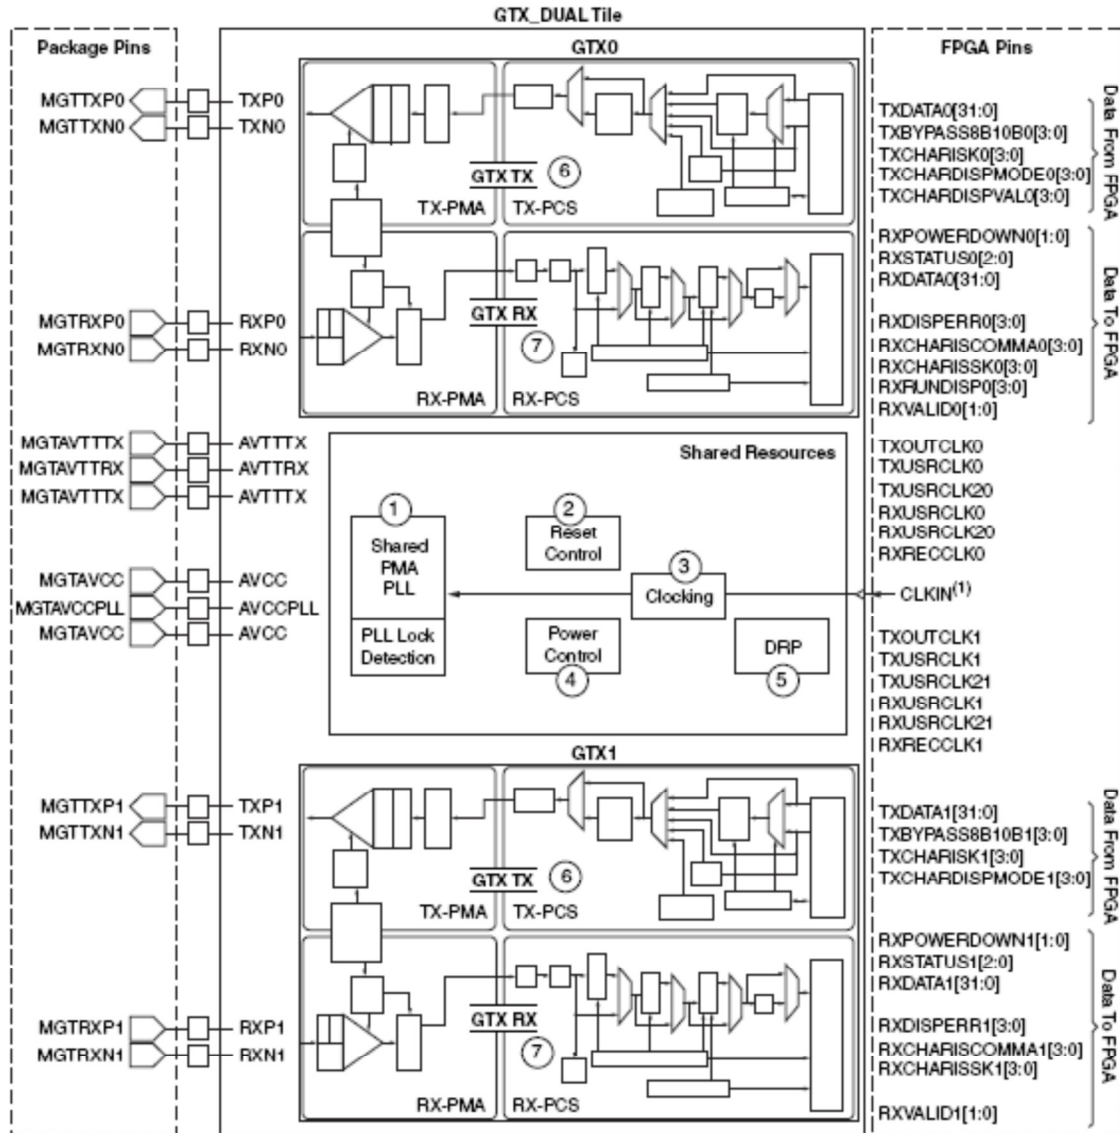 GTX_DUAL Tile
Package Pins
GTX0
FPGA Pins
MGTTXP0 TXP0
MGTTXN0 TXN0
TXDATA0[31:0]
TXBYPASS8B10B0[3:0]
TXCHARISK0[3:0]
TXCHARDISPMODE0[3:0]
TXCHARDISPVAL0[3:0]
Data From FPGA
GTX TX 6
TX-PMA TX-PCS
RXPOWERDOWN0[1:0]
RXSTATUS0[2:0]
RXDATA0[31:0]
RXDISPERR0[3:0]
RXCHARISCOMMA0[3:0]
RXCHARISSK0[3:0]
RXRUNDISP0[3:0]
RXVALID0[1:0]
Data To FPGA
MGTRXP0 RXP0
MGTRXN0 RXN0
GTX RX
7
RX-PMA RX-PCS
MGTAVTTTX AVTTTX
MGTAVTTRX AVTTRX
MGTAVTTTX AVTTTX
Shared Resources
1
Shared
PMA
PLL
PLL Lock
Detection
2
Reset
Control
3
Clocking
Power
Control
4
DRP
5
MGTAVCC AVCC
MGTAVCCPLL AVCCPLL
MGTAVCC AVCC
TXOUTCLK0
TXUSRCLK0
TXUSRCLK20
RXUSRCLK0
RXUSRCLK20
RXRECCLK0
CLKIN(1)
TXOUTCLK1
TXUSRCLK1
TXUSRCLK21
RXUSRCLK1
RXUSRCLK21
RXRECCLK1
GTX1
MGTTXP1 TXP1
MGTTXN1 TXN1
TXDATA1[31:0]
TXBYPASS8B10B1[3:0]
TXCHARISK1[3:0]
TXCHARDISPMODE1[3:0]
Data From FPGA
GTX TX 6
TX-PMA TX-PCS
RXPOWERDOWN1[1:0]
RXSTATUS1[2:0]
RXDATA1[31:0]
RXDISPERR1[3:0]
RXCHARISCOMMA1[3:0]
RXCHARISSK1[3:0]
RXVALID1[1:0]
Data To FPGA
MGTRXP1 RXP1
MGTRXN1 RXN1
GTX RX
7
RX-PMA RX-PCS